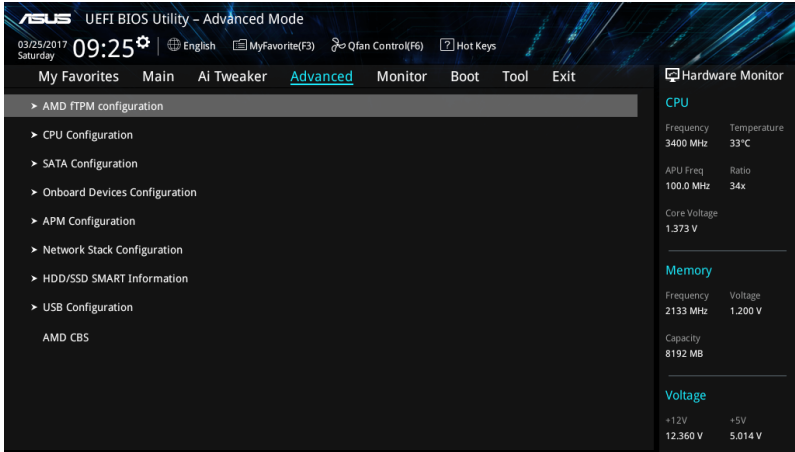 ASUS UEFI BIOS Utility – Advanced Mode
03/25/2017
Saturday
09:25
English
MyFavorite(F3)
Qfan Control(F6)
? Hot Keys
My Favorites Main Ai Tweaker Advanced Monitor Boot Tool Exit
> AMD fTPM configuration
> CPU Configuration
> SATA Configuration
> Onboard Devices Configuration
> APM Configuration
> Network Stack Configuration
> HDD/SSD SMART Information
> USB Configuration
AMD CBS
Hardware Monitor
CPU
Frequency Temperature
3400 MHz 33°C
APU Freq Ratio
100.0 MHz 34x
Core Voltage
1.373 V
Memory
Frequency Voltage
2133 MHz 1.200 V
Capacity
8192 MB
Voltage
+12V +5V
12.360 V 5.014 V